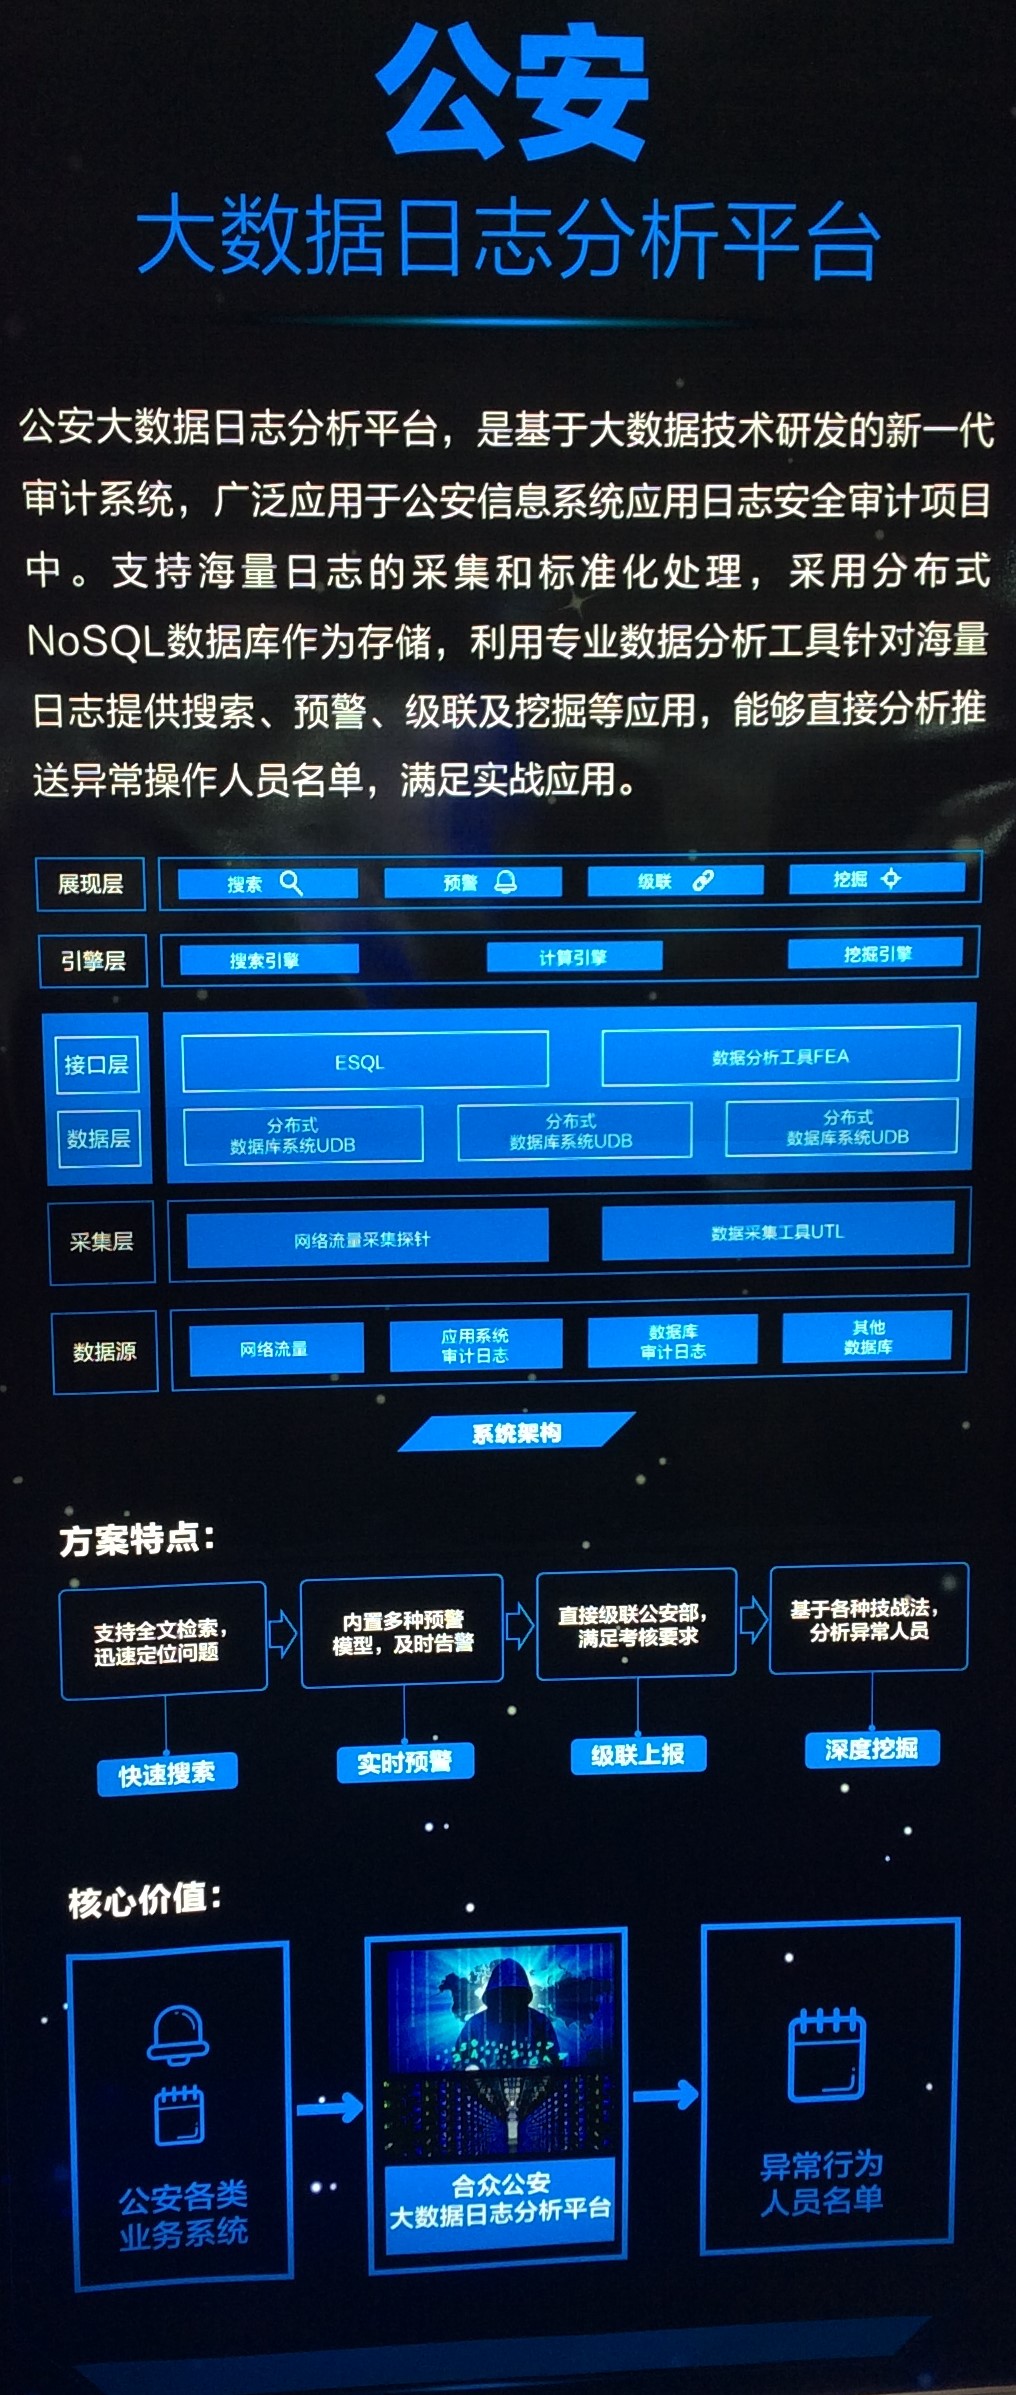 公安
大数据日志分析平台
公安大数据日志分析平台，是基于大数据技术研发的新一代
审计系统，广泛应用于公安信息系统应用日志安全审计项目
中。支持海量日志的采集和标准化处理，采用分布式
NoSQL数据库作为存储，利用专业数据分析工具针对海量
日志提供搜索、预警、级联及挖掘等应用，能够直接分析推
送异常操作人员名单，满足实战应用。
展现层 搜索 预警 级联 挖掘
引擎层 搜索引擎 计算引擎 挖掘引擎
接口层 ESQL 数据分析工具FEA
数据层
分布式
数据库系统UDB
分布式
数据库系统UDB
分布式
数据库系统UDB
采集层 网络流量采集探针 数据采集工具UTL
数据源 网络流量
应用系统
审计日志
数据库
审计日志
其他
数据库
系统架构
方案特点：
支持全文检索，
迅速定位问题
内置多种预警
模型，及时告警
直接级联公安部，
满足考核要求
基于各种技战法，
分析异常人员
快速搜索 实时预警 级联上报 深度挖掘
核心价值：
公安各类
业务系统
合众公安
大数据日志分析平台
异常行为
人员名单